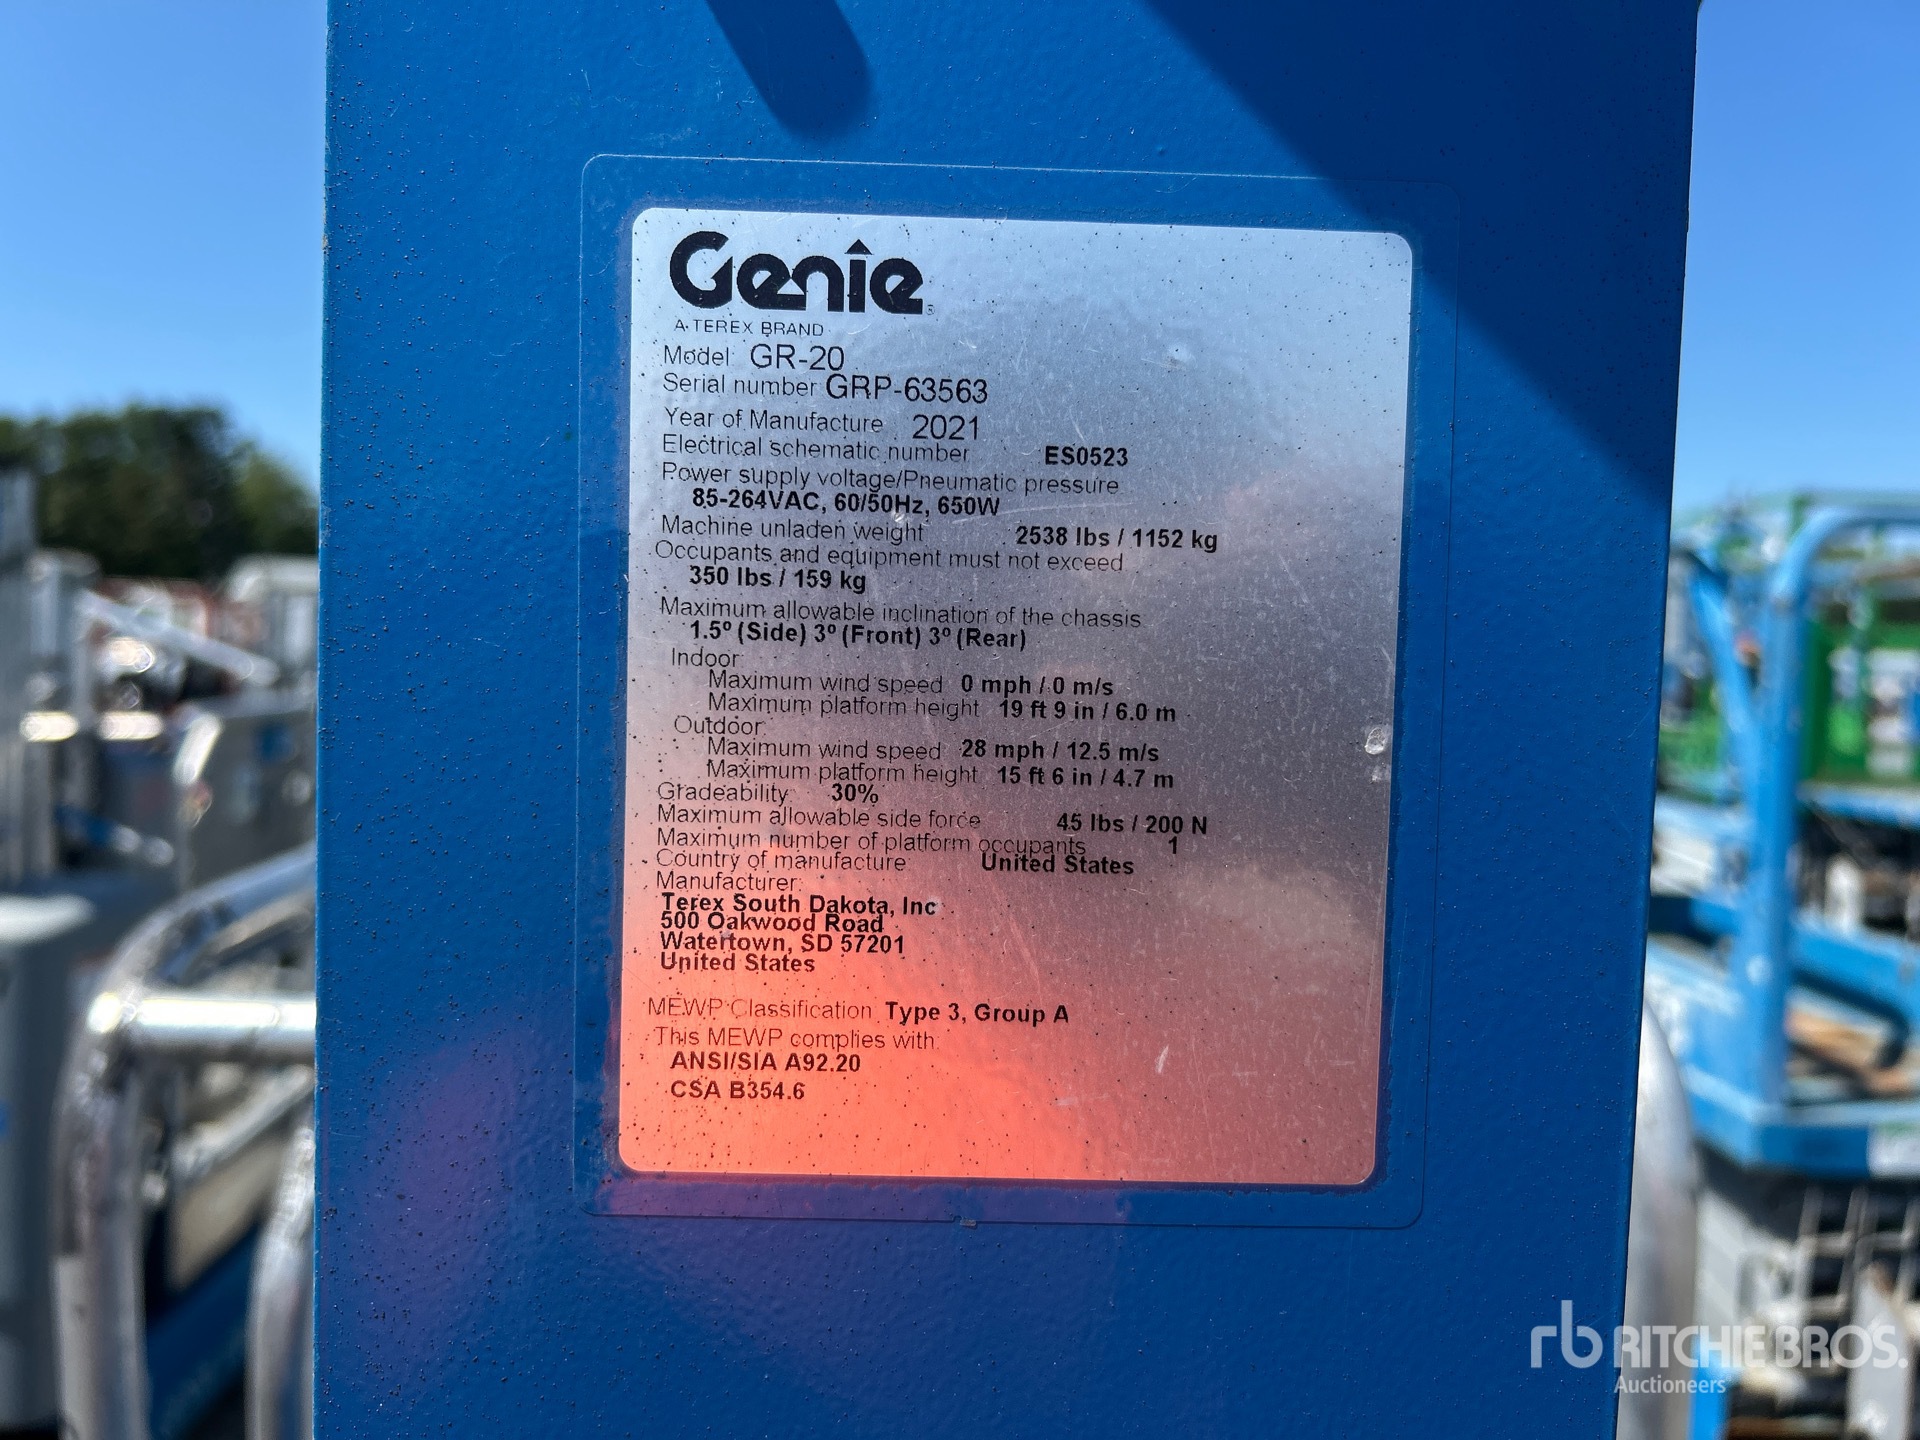 Genie®
A TEREX BRAND
Model GR-20
Serial number GRP-63563
Year of Manufacture 2021
Electrical schematic number ES0523
Power supply voltage/Pneumatic pressure
85-264VAC, 60/50Hz, 650W
Machine unladen weight 2538 lbs / 1152 kg
Occupants and equipment must not exceed
350 lbs / 159 kg
Maximum allowable inclination of the chassis
1.5º (Side) 3º (Front) 3º (Rear)
Indoor
Maximum wind speed 0 mph / 0 m/s
Maximum platform height 19 ft 9 in / 6.0 m
Outdoor
Maximum wind speed 28 mph / 12.5 m/s
Maximum platform height 15 ft 6 in / 4.7 m
Gradeability 30%
Maximum allowable side force 45 lbs / 200 N
Maximum number of platform occupants 1
Country of manufacture United States
Manufacturer:
Terex South Dakota, Inc
500 Oakwood Road
Watertown, SD 57201
United States
MEWP Classification Type 3, Group A
This MEWP complies with:
ANSI/SIA A92.20
CSA B354.6
rb RITCHIE BROS.
Auctioneers